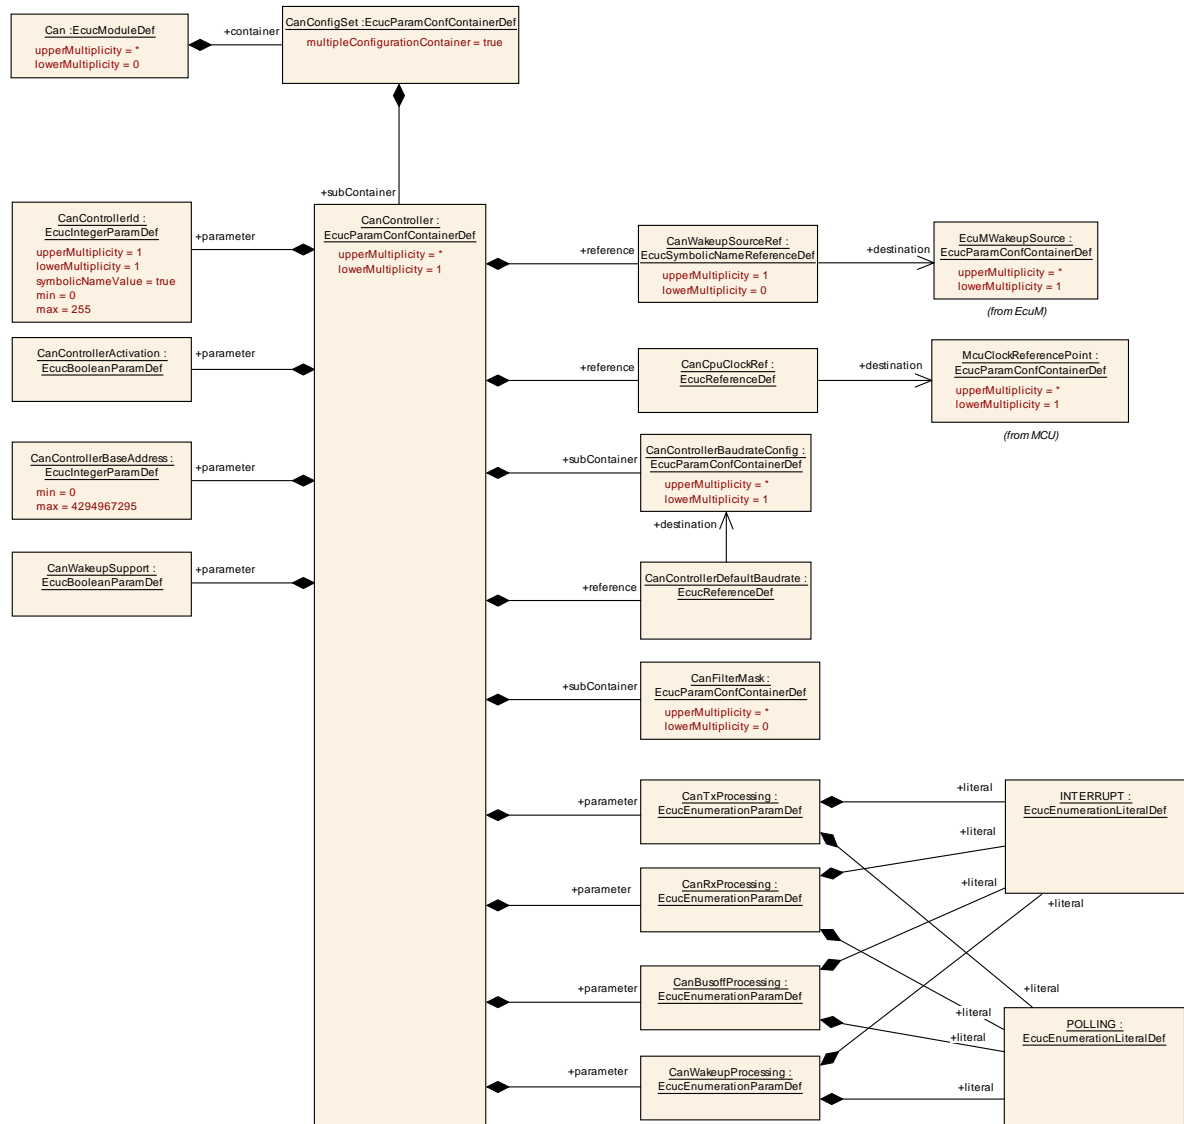 Can :EcucModuleDef
upperMultiplicity = *
lowerMultiplicity = 0
+container
CanConfigSet :EcucParamConfContainerDef
multipleConfigurationContainer = true
+subContainer
CanControllerId :
EcucIntegerParamDef
upperMultiplicity = 1
lowerMultiplicity = 1
symbolicNameValue = true
min = 0
max = 255
+parameter
CanController :
EcucParamConfContainerDef
upperMultiplicity = *
lowerMultiplicity = 1
+reference
CanWakeupSourceRef :
EcucSymbolicNameReferenceDef
upperMultiplicity = 1
lowerMultiplicity = 0
+destination
EcuMWakeupSource :
EcucParamConfContainerDef
upperMultiplicity = *
lowerMultiplicity = 1
(from EcuM)
CanControllerActivation :
EcucBooleanParamDef
+parameter
+reference
CanCpuClockRef :
EcucReferenceDef
+destination
McuClockReferencePoint :
EcucParamConfContainerDef
upperMultiplicity = *
lowerMultiplicity = 1
(from MCU)
CanControllerBaseAddress :
EcucIntegerParamDef
min = 0
max = 4294967295
+parameter
+subContainer
CanControllerBaudrateConfig :
EcucParamConfContainerDef
upperMultiplicity = *
lowerMultiplicity = 1
+destination
CanWakeupSupport :
EcucBooleanParamDef
+parameter
+reference
CanControllerDefaultBaudrate :
EcucReferenceDef
+subContainer
CanFilterMask :
EcucParamConfContainerDef
upperMultiplicity = *
lowerMultiplicity = 0
+parameter
CanTxProcessing :
EcucEnumerationParamDef
+literal
INTERRUPT :
EcucEnumerationLiteralDef
+literal
+parameter
CanRxProcessing :
EcucEnumerationParamDef
+literal
+literal
+parameter
CanBusoffProcessing :
EcucEnumerationParamDef
+literal
+literal
+literal
POLLING :
EcucEnumerationLiteralDef
+parameter
CanWakeupProcessing :
EcucEnumerationParamDef
+literal